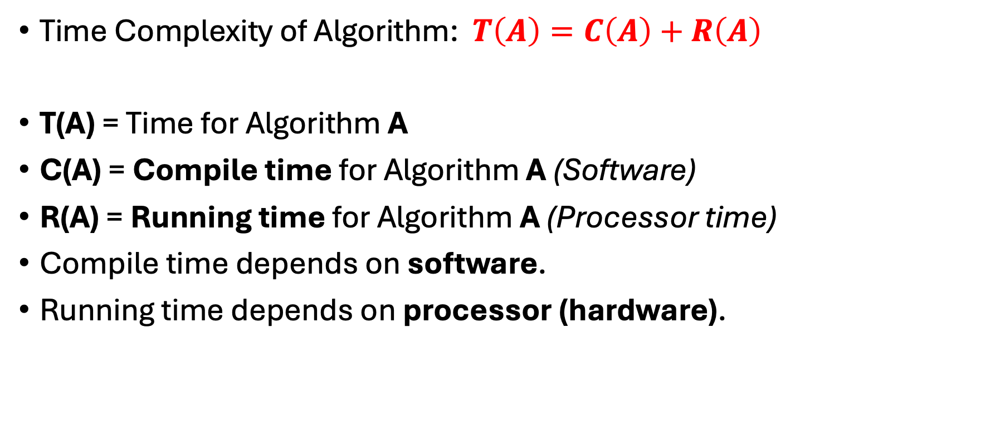 • Time Complexity of Algorithm: T(A) = C(A) + R(A)
• T(A) = Time for Algorithm A
• C(A) = Compile time for Algorithm A (Software)
• R(A) = Running time for Algorithm A (Processor time)
• Compile time depends on software.
• Running time depends on processor (hardware).